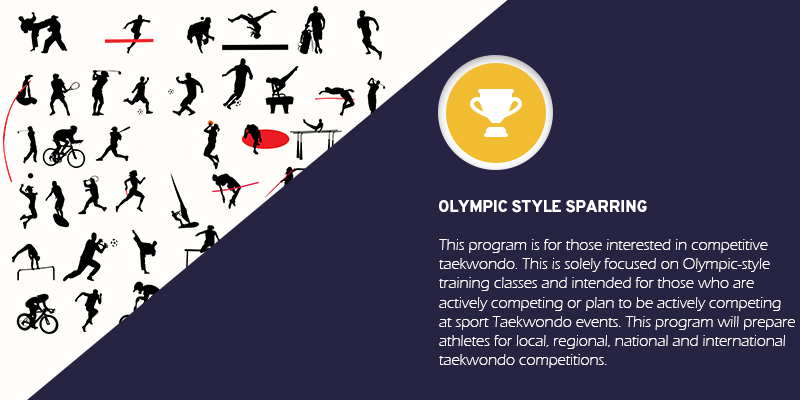 OLYMPIC STYLE SPARRING
This program is for those interested in competitive
taekwondo. This is solely focused on Olympic-style
training classes and intended for those who are
actively competing or plan to be actively competing
at sport Taekwondo events. This program will prepare
athletes for local, regional, national and international
taekwondo competitions.